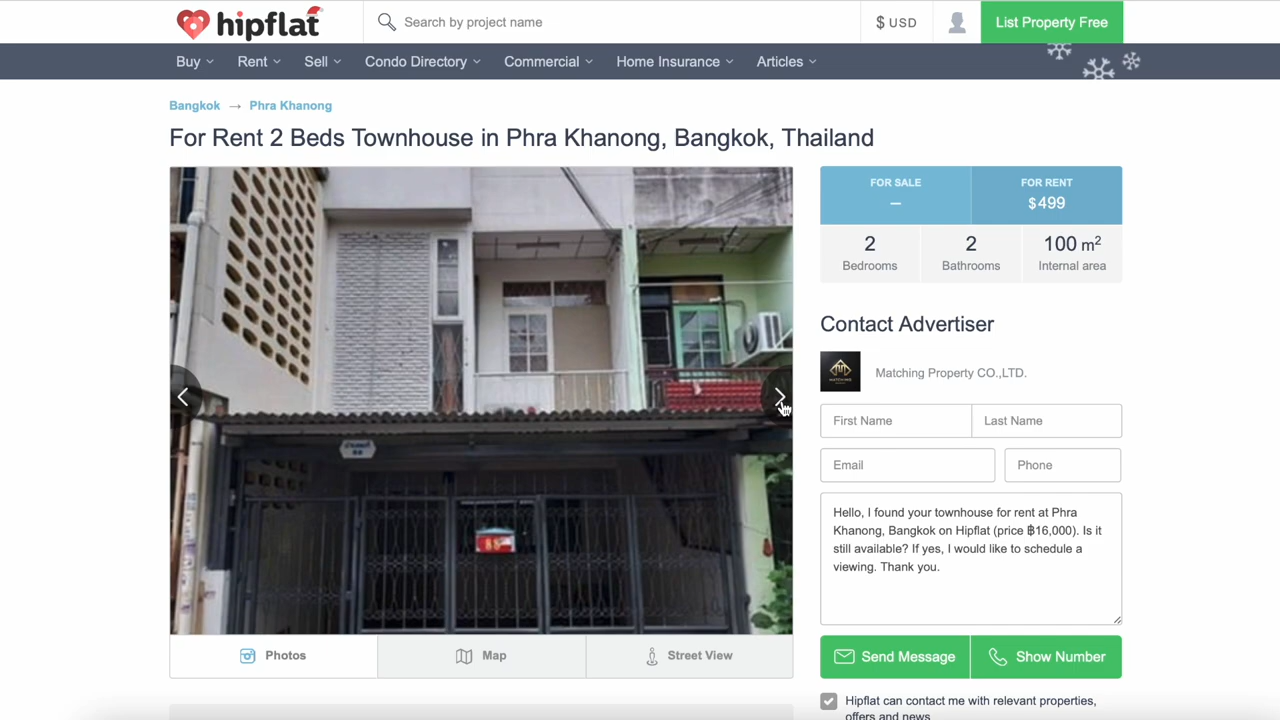 hipflat
Search by project name
$ USD
List Property Free
Buy
Rent
Sell
Condo Directory
Commercial
Home Insurance
Articles
Bangkok → Phra Khanong
For Rent 2 Beds Townhouse in Phra Khanong, Bangkok, Thailand
FOR SALE
–
FOR RENT
$499
2
Bedrooms
2
Bathrooms
100 m²
Internal area
Contact Advertiser
MATCHING
Matching Property CO.,LTD.
First Name
Last Name
Email
Phone
Hello, I found your townhouse for rent at Phra
Khanong, Bangkok on Hipflat (price ฿16,000). Is it
still available? If yes, I would like to schedule a
viewing. Thank you.
Photos
Map
Street View
Send Message
Show Number
Hipflat can contact me with relevant properties,
offers and news